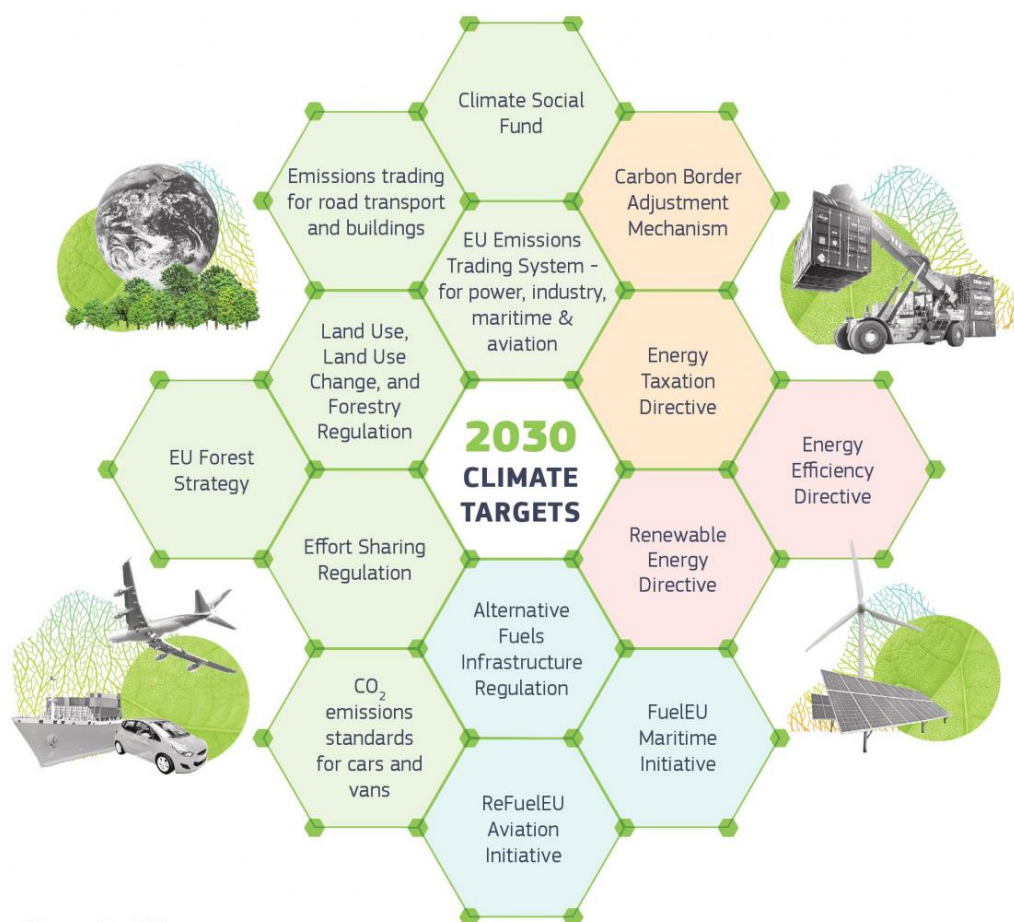 Climate Social
Fund
Emissions trading
for road transport
and buildings
Carbon Border
Adjustment
Mechanism
EU Emissions
Trading System -
for power, industry,
maritime &
aviation
Land Use,
Land Use
Change, and
Forestry
Regulation
Energy
Taxation
Directive
2030
CLIMATE
TARGETS
EU Forest
Strategy
Energy
Efficiency
Directive
Effort Sharing
Regulation
Renewable
Energy
Directive
Alternative
Fuels
Infrastructure
Regulation
CO₂
emissions
standards
for cars and
vans
FuelEU
Maritime
Initiative
ReFuelEU
Aviation
Initiative